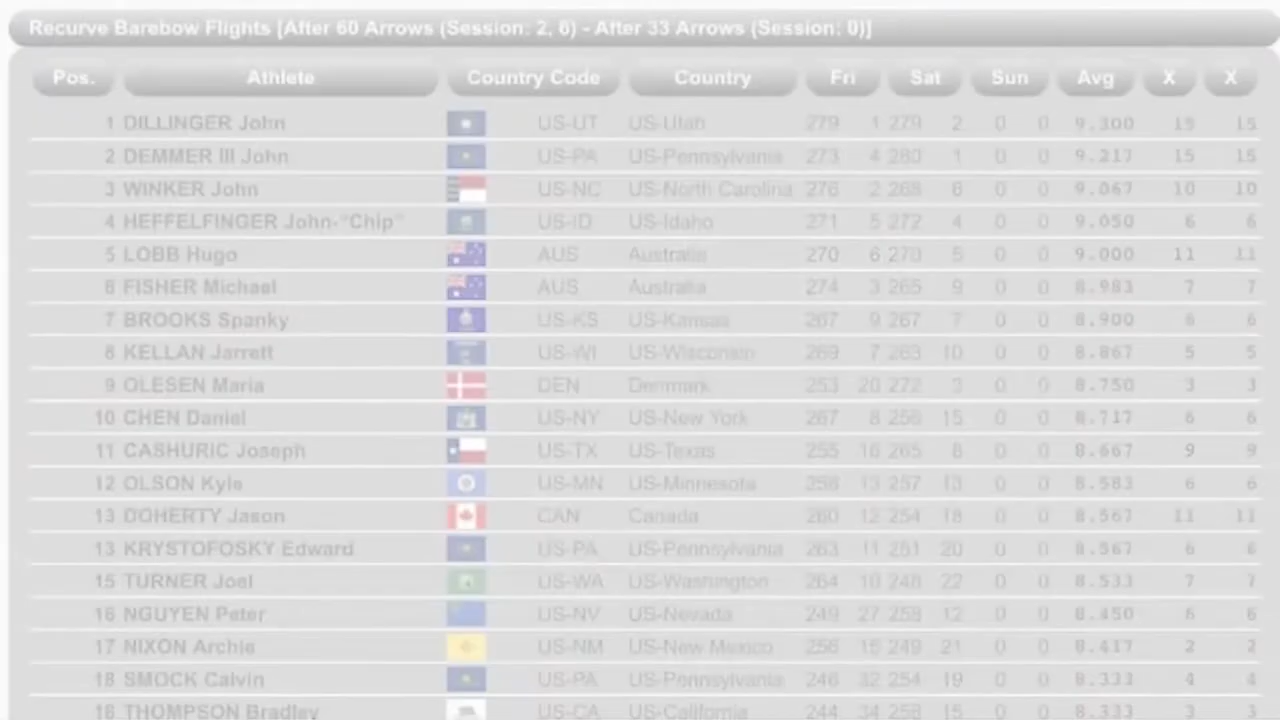 Recurve Barebow Flights [After 60 Arrows (Session: 2, 6) - After 33 Arrows (Session: 0)]
Pos. Athlete Country Code Country Fri Sat Sun Avg X X
1 DILLINGER John US-UT US-Utah 279 1 279 2 0 0 9.300 15
2 DEMMER III John US-PA US-Pennsylvania 273 4 280 1 0 0 9.217 15 15
3 WINKER John US-NC US-North Carolina 276 2 268 6 0 0 9.067 10 10
4 HEFFELFINGER John-"Chip" US-ID US-Idaho 271 5 272 4 0 0 9.050 6 6
5 LOBB Hugo AUS Australia 270 6 270 5 0 0 9.000 11 11
6 FISHER Michael AUS Australia 274 3 265 9 0 0 8.983 7 7
7 BROOKS Spanky US-KS US-Kansas 267 9 267 7 0 0 8.900 6 6
8 KELLAN Jarrett US-WI US-Wisconsin 269 7 263 10 0 0 8.867 5 5
9 OLESEN Maria DEN Denmark 253 20 272 3 0 0 8.750 3 3
10 CHEN Daniel US-NY US-New York 267 8 256 15 0 0 8.717 6 6
11 CASHURIC Joseph US-TX US-Texas 255 16 265 8 0 0 8.667 9 9
12 OLSON Kyle US-MN US-Minnesota 258 13 257 13 0 0 8.583 6 6
13 DOHERTY Jason CAN Canada 260 12 254 18 0 0 8.567 11 11
13 KRYSTOFOSKY Edward US-PA US-Pennsylvania 263 11 251 20 0 0 8.567 6 6
15 TURNER Joel US-WA US-Washington 264 10 248 22 0 0 8.533 7 7
16 NGUYEN Peter US-NV US-Nevada 249 27 258 12 0 0 8.450 6 6
17 NIXON Archie US-NM US-New Mexico 256 15 249 21 0 0 8.417 2 2
18 SMOCK Calvin US-PA US-Pennsylvania 246 32 254 19 0 0 8.333 4 4
18 THOMPSON Bradley US-CA US-California 244 34 256 15 0 0 8.333 3 3